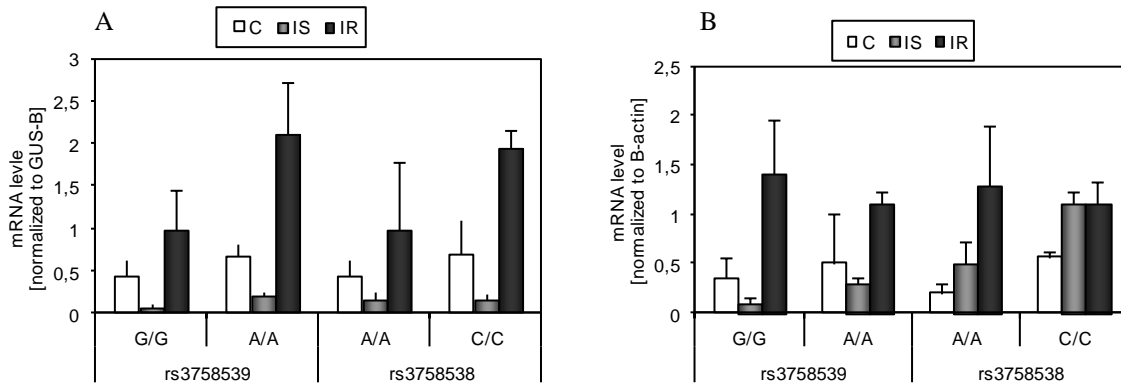 A
C IS IR
3
2,5
2
1,5
1
0,5
0
mRNA levle
[normalized to GUS-B]
G/G A/A A/A C/C
rs3758539 rs3758538
B
C IS IR
2,5
2
1,5
1
0,5
0
mRNA level
[normalized to B-actin]
G/G A/A A/A C/C
rs3758539 rs3758538